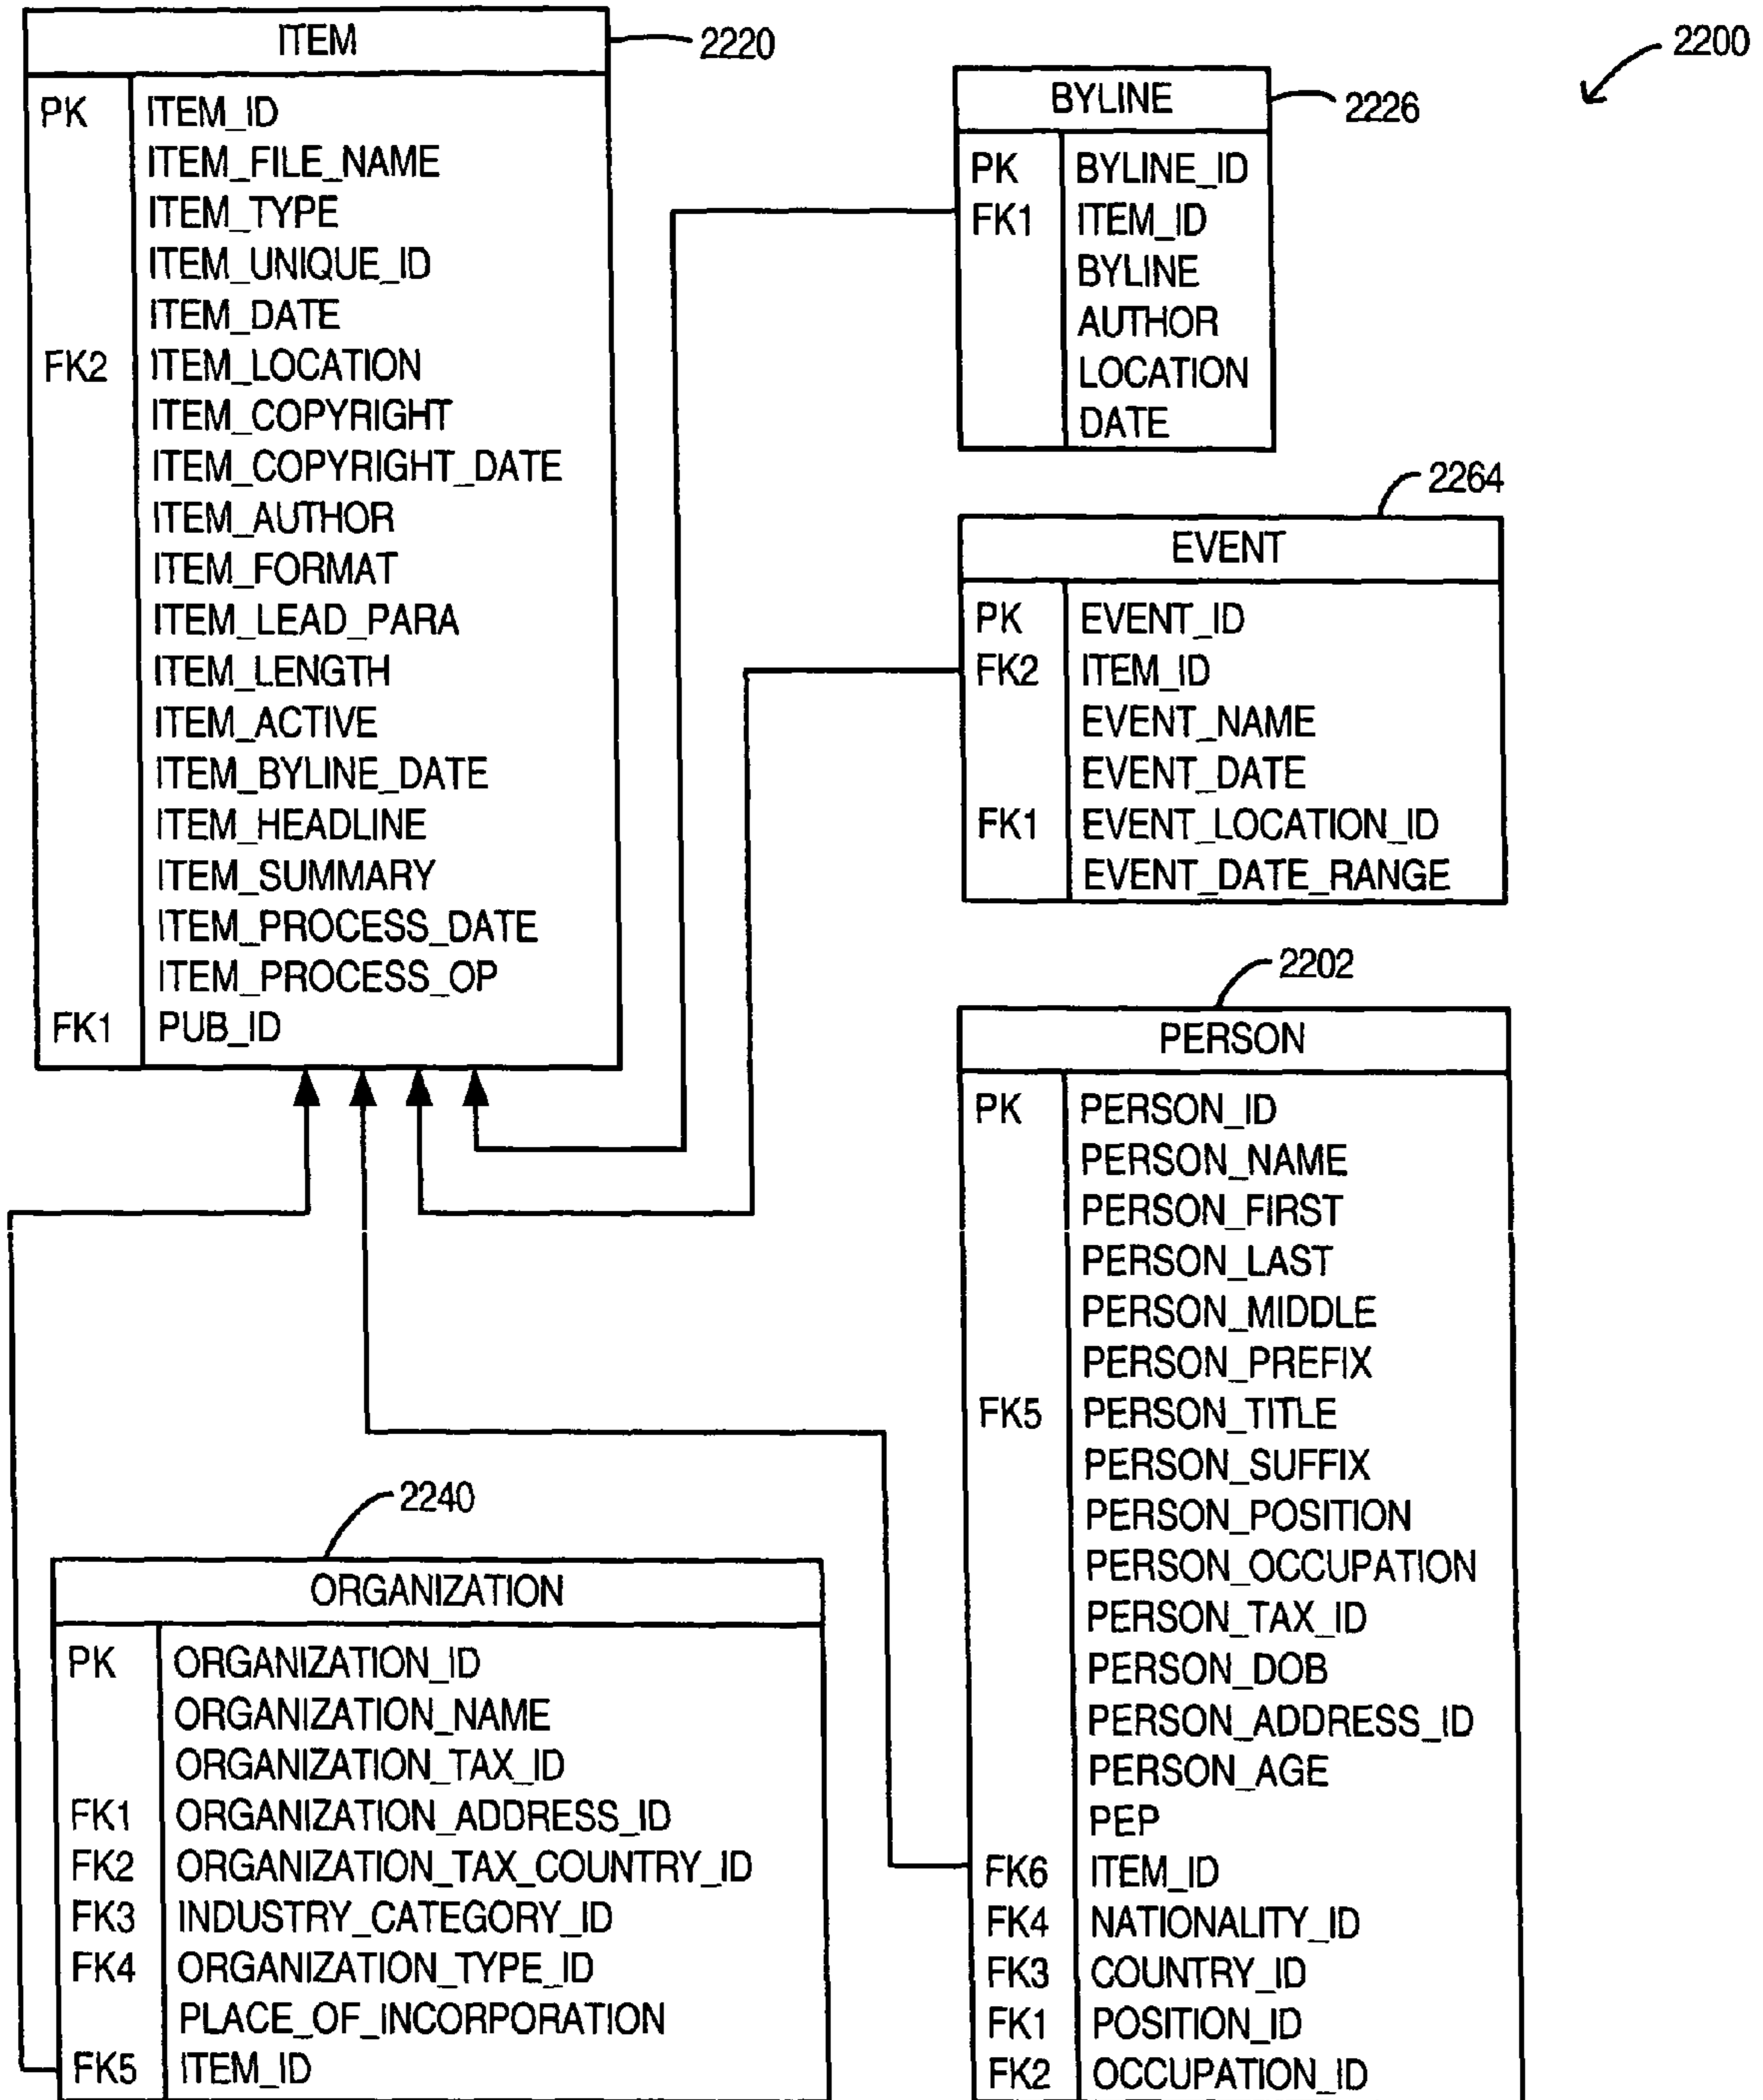 ITEM
2220
PK ITEM_ID
ITEM_FILE_NAME
ITEM_TYPE
ITEM_UNIQUE_ID
ITEM_DATE
FK2 ITEM_LOCATION
ITEM_COPYRIGHT
ITEM_COPYRIGHT_DATE
ITEM_AUTHOR
ITEM_FORMAT
ITEM_LEAD_PARA
ITEM_LENGTH
ITEM_ACTIVE
ITEM_BYLINE_DATE
ITEM_HEADLINE
ITEM_SUMMARY
ITEM_PROCESS_DATE
ITEM_PROCESS_OP
FK1 PUB_ID
2200
BYLINE
2226
PK BYLINE_ID
FK1 ITEM_ID
BYLINE
AUTHOR
LOCATION
DATE
2264
EVENT
PK EVENT_ID
FK2 ITEM_ID
EVENT_NAME
EVENT_DATE
FK1 EVENT_LOCATION_ID
EVENT_DATE_RANGE
2202
PERSON
PK PERSON_ID
PERSON_NAME
PERSON_FIRST
PERSON_LAST
PERSON_MIDDLE
PERSON_PREFIX
FK5 PERSON_TITLE
PERSON_SUFFIX
PERSON_POSITION
PERSON_OCCUPATION
PERSON_TAX_ID
PERSON_DOB
PERSON_ADDRESS_ID
PERSON_AGE
PEP
FK6 ITEM_ID
FK4 NATIONALITY_ID
FK3 COUNTRY_ID
FK1 POSITION_ID
FK2 OCCUPATION_ID
2240
ORGANIZATION
PK ORGANIZATION_ID
ORGANIZATION_NAME
ORGANIZATION_TAX_ID
FK1 ORGANIZATION_ADDRESS_ID
FK2 ORGANIZATION_TAX_COUNTRY_ID
FK3 INDUSTRY_CATEGORY_ID
FK4 ORGANIZATION_TYPE_ID
PLACE_OF_INCORPORATION
FK5 ITEM_ID